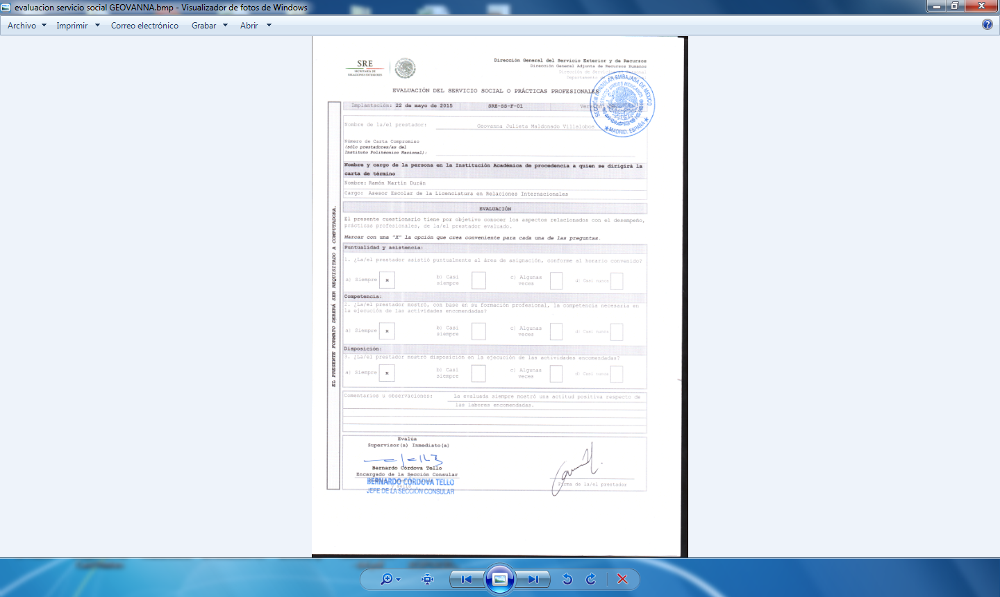 evaluacion servicio social GEOVANNA.bmp - Visualizador de fotos de Windows
Archivo Imprimir Correo electrónico Grabar Abrir
SRE
SECRETARÍA DE
RELACIONES EXTERIORES
Dirección General del Servicio Exterior y de Recursos
Dirección General Adjunta de Recursos Humanos
Dirección de Servicios
Departamento
SECCIÓN CONSULAR EMBAJADA DE MEXICO
ESTADOS UNIDOS MEXICANOS
MADRID, ESPAÑA
EVALUACIÓN DEL SERVICIO SOCIAL O PRÁCTICAS PROFESIONALES
Implantación: 22 de mayo de 2015 SRE-SS-F-01
Nombre de la/el prestador: Geovanna Julieta Maldonado Villalobos
Número de Carta Compromiso
(sólo prestadores/as del
Instituto Politécnico Nacional):
Nombre y cargo de la persona en la Institución Académica de procedencia a quien se dirigirá la
carta de término
Nombre: Ramón Martín Durán
Cargo: Asesor Escolar de la Licenciatura en Relaciones Internacionales
EVALUACIÓN
El presente cuestionario tiene por objetivo conocer los aspectos relacionados con el desempeño,
prácticas profesionales, de la/el prestador evaluado.
Marcar con una "X" la opción que crea conveniente para cada una de las preguntas.
Puntualidad y asistencia:
1. ¿La/el prestador asistió puntualmente al área de asignación, conforme al horario convenido?
a) Siempre x b) Casi siempre c) Algunas veces d) Casi nunca
Competencia:
2. ¿La/el prestador mostró, con base en su formación profesional, la competencia necesaria en
la ejecución de las actividades encomendadas?
a) Siempre x b) Casi siempre c) Algunas veces d) Casi nunca
Disposición:
3. ¿La/el prestador mostró disposición en la ejecución de las actividades encomendadas?
a) Siempre x b) Casi siempre c) Algunas veces d) Casi nunca
Comentarios u observaciones: La evaluada siempre mostró una actitud positiva respecto de
las labores encomendadas.
Evalúa
Supervisor(a) Inmediato(a)
Bernardo Córdova Tello
Encargado de la Sección Consular
BERNARDO CÓRDOVA TELLO
JEFE DE LA SECCIÓN CONSULAR
Firma de la/el prestador
EL PRESENTE FORMATO DEBERÁ SER REQUISITADO A COMPUTADORA.